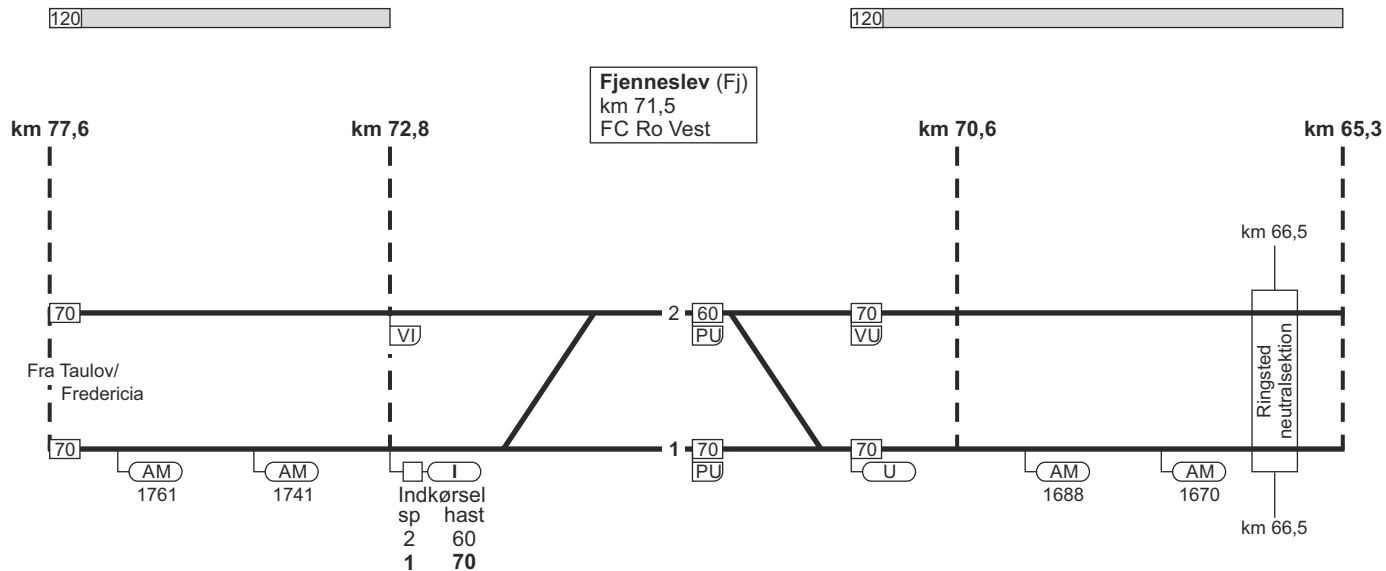 120
120
Fjenneslev (Fj)
km 71,5
FC Ro Vest
km 77,6
km 72,8
km 70,6
km 65,3
km 66,5
70
2
60
70
VI
PU
VU
Fra Taulov/
Fredericia
Ringsted
neutralsektion
70
1
70
70
AM
AM
I
PU
U
AM
AM
1761
1741
1688
1670
Indkørsel
sp hast
2 60
1 70
km 66,5